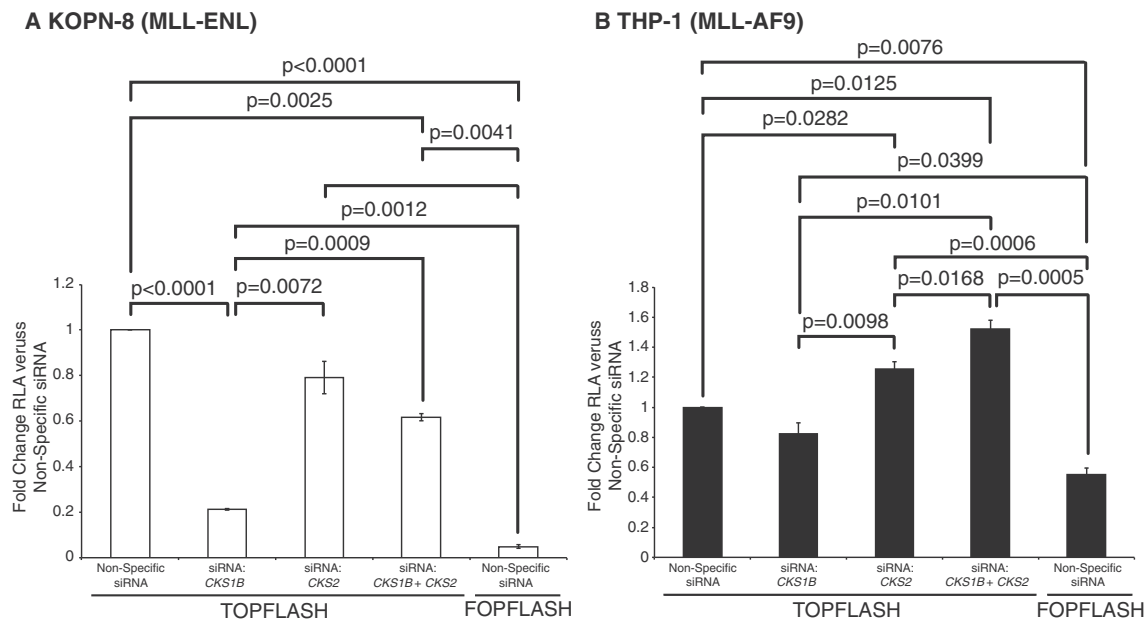 A KOPN-8 (MLL-ENL)
p<0.0001
p=0.0025
p=0.0041
p=0.0012
p=0.0009
p<0.0001
p=0.0072
Fold Change RLA veruss
Non-Specific siRNA
1.2
1
0.8
0.6
0.4
0.2
0
Non-Specific
siRNA
siRNA:
CKS1B
siRNA:
CKS2
siRNA:
CKS1B + CKS2
Non-Specific
siRNA
TOPFLASH
FOPFLASH
B THP-1 (MLL-AF9)
p=0.0076
p=0.0125
p=0.0282
p=0.0399
p=0.0101
p=0.0006
p=0.0168
p=0.0005
p=0.0098
Fold Change RLA veruss
Non-Specific siRNA
1.8
1.6
1.4
1.2
1
0.8
0.6
0.4
0.2
0
Non-Specific
siRNA
siRNA:
CKS1B
siRNA:
CKS2
siRNA:
CKS1B + CKS2
Non-Specific
siRNA
TOPFLASH
FOPFLASH